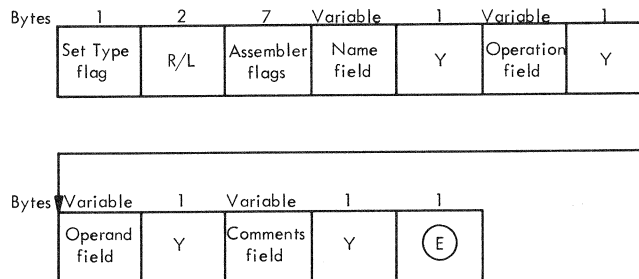 Bytes 1 2 7 Variable 1 Variable 1
Set Type flag R/L Assembler flags Name field Y Operation field Y
Bytes Variable 1 Variable 1 1
Operand field Y Comments field Y E